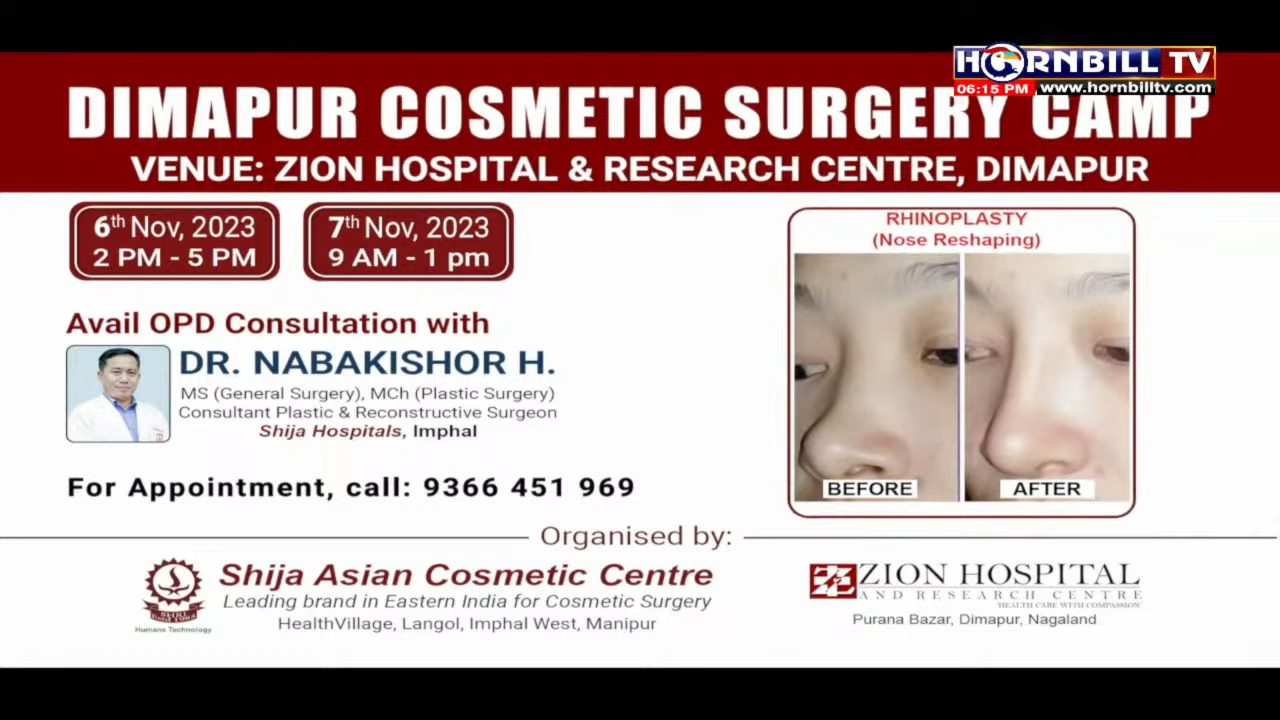 HORNBILL TV
06:15 PM www.hornbilltv.com
DIMAPUR COSMETIC SURGERY CAMP
VENUE: ZION HOSPITAL & RESEARCH CENTRE, DIMAPUR
6th Nov, 2023
2 PM - 5 PM
7th Nov, 2023
9 AM - 1 pm
RHINOPLASTY
(Nose Reshaping)
BEFORE
AFTER
Avail OPD Consultation with
DR. NABAKISHOR H.
MS (General Surgery), MCh (Plastic Surgery)
Consultant Plastic & Reconstructive Surgeon
Shija Hospitals, Imphal
For Appointment, call: 9366 451 969
Organised by:
Shija Asian Cosmetic Centre
Leading brand in Eastern India for Cosmetic Surgery
HealthVillage, Langol, Imphal West, Manipur
Humane Technology
ZION HOSPITAL
AND RESEARCH CENTRE
'HEALTH CARE WITH COMPASSION'
Purana Bazar, Dimapur, Nagaland